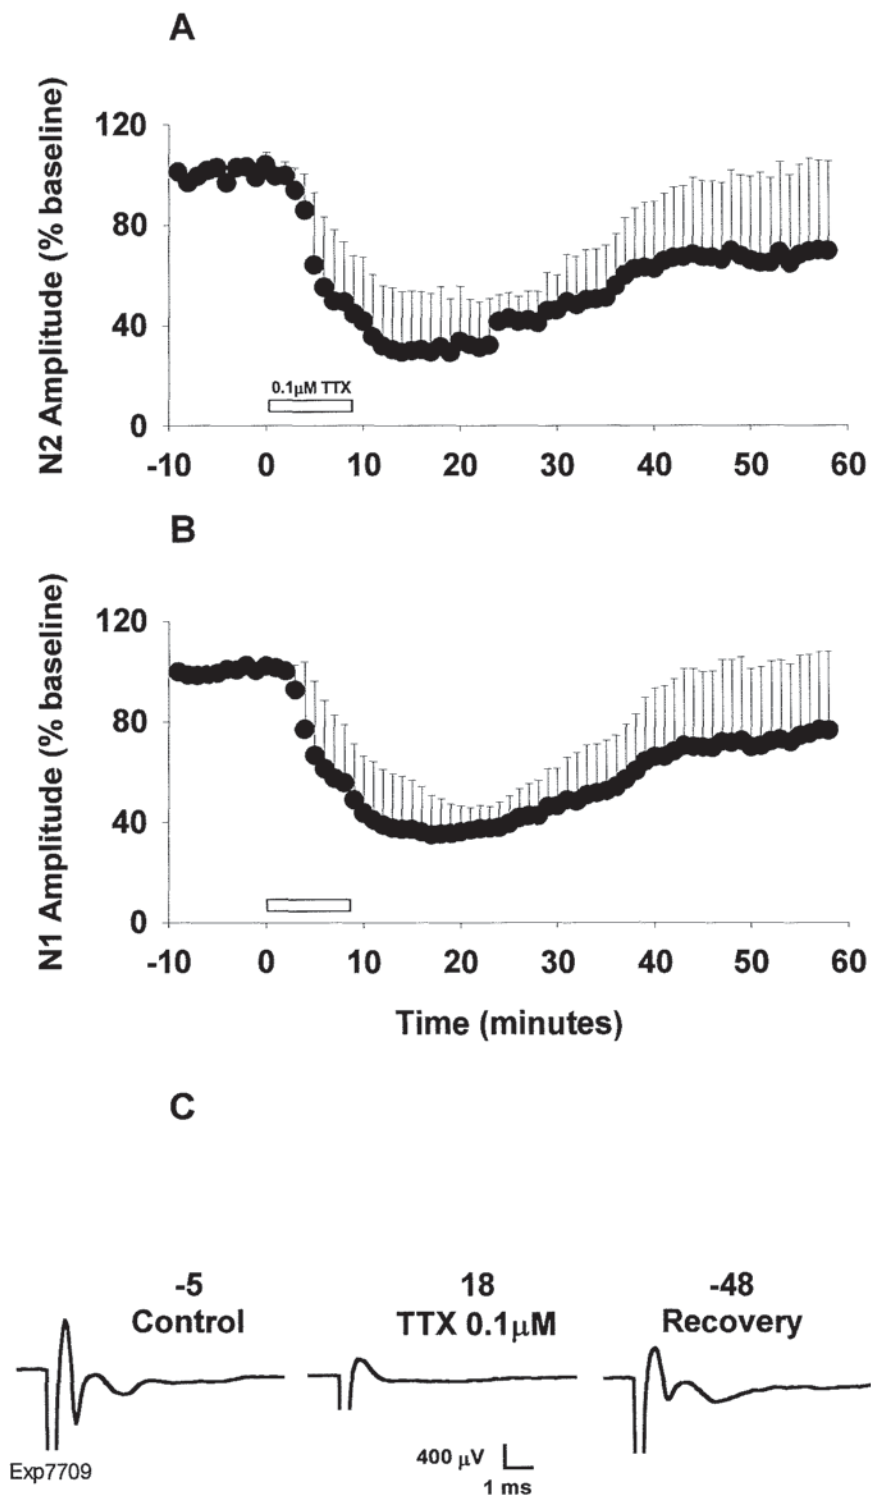 A
N2 Amplitude (% baseline)
120
80
40
0
0.1μM TTX
-10 0 10 20 30 40 50 60
B
N1 Amplitude (% baseline)
120
80
40
0
-10 0 10 20 30 40 50 60
Time (minutes)
C
-5 18 -48
Control TTX 0.1μM Recovery
Exp7709
400 μV
1 ms